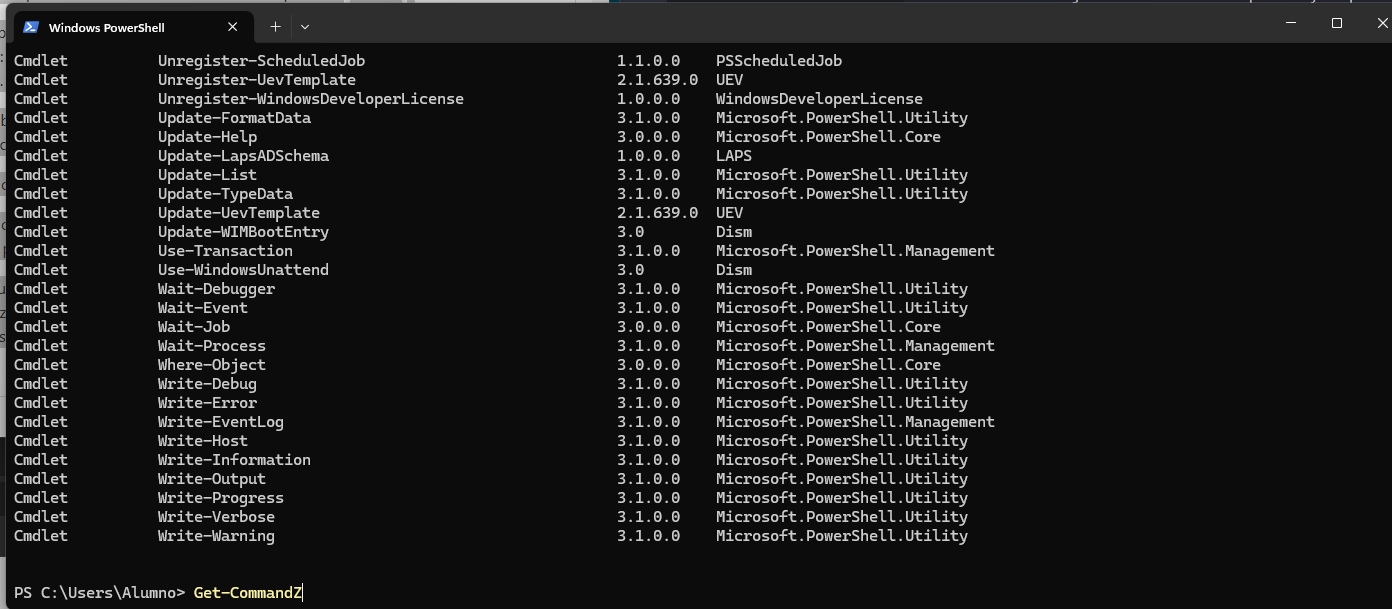 Windows PowerShell
Cmdlet Unregister-ScheduledJob 1.1.0.0 PSScheduledJob
Cmdlet Unregister-UevTemplate 2.1.639.0 UEV
Cmdlet Unregister-WindowsDeveloperLicense 1.0.0.0 WindowsDeveloperLicense
Cmdlet Update-FormatData 3.1.0.0 Microsoft.PowerShell.Utility
Cmdlet Update-Help 3.0.0.0 Microsoft.PowerShell.Core
Cmdlet Update-LapsADSchema 1.0.0.0 LAPS
Cmdlet Update-List 3.1.0.0 Microsoft.PowerShell.Utility
Cmdlet Update-TypeData 3.1.0.0 Microsoft.PowerShell.Utility
Cmdlet Update-UevTemplate 2.1.639.0 UEV
Cmdlet Update-WIMBootEntry 3.0 Dism
Cmdlet Use-Transaction 3.1.0.0 Microsoft.PowerShell.Management
Cmdlet Use-WindowsUnattend 3.0 Dism
Cmdlet Wait-Debugger 3.1.0.0 Microsoft.PowerShell.Utility
Cmdlet Wait-Event 3.1.0.0 Microsoft.PowerShell.Utility
Cmdlet Wait-Job 3.0.0.0 Microsoft.PowerShell.Core
Cmdlet Wait-Process 3.1.0.0 Microsoft.PowerShell.Management
Cmdlet Where-Object 3.0.0.0 Microsoft.PowerShell.Core
Cmdlet Write-Debug 3.1.0.0 Microsoft.PowerShell.Utility
Cmdlet Write-Error 3.1.0.0 Microsoft.PowerShell.Utility
Cmdlet Write-EventLog 3.1.0.0 Microsoft.PowerShell.Management
Cmdlet Write-Host 3.1.0.0 Microsoft.PowerShell.Utility
Cmdlet Write-Information 3.1.0.0 Microsoft.PowerShell.Utility
Cmdlet Write-Output 3.1.0.0 Microsoft.PowerShell.Utility
Cmdlet Write-Progress 3.1.0.0 Microsoft.PowerShell.Utility
Cmdlet Write-Verbose 3.1.0.0 Microsoft.PowerShell.Utility
Cmdlet Write-Warning 3.1.0.0 Microsoft.PowerShell.Utility
PS C:\Users\Alumno> Get-CommandZ